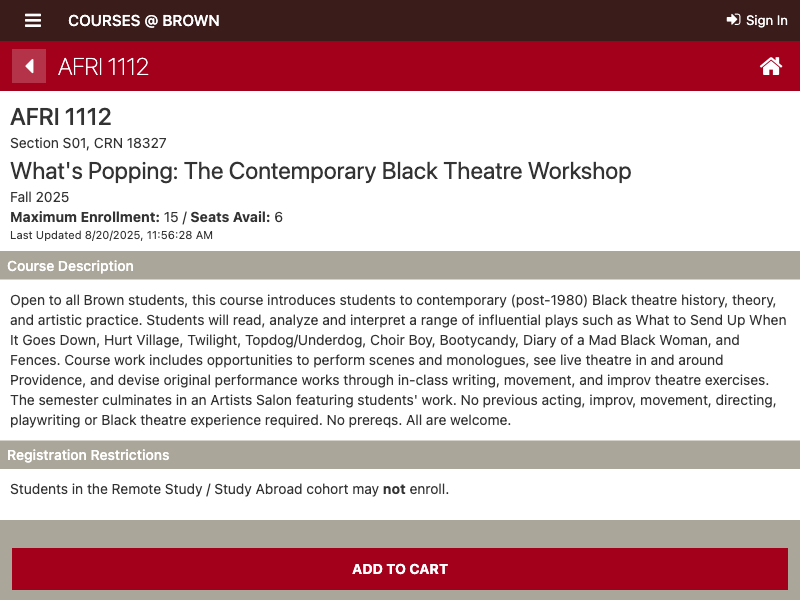 COURSES @ BROWN
Sign In
AFRI 1112
AFRI 1112
Section S01, CRN 18327
What's Popping: The Contemporary Black Theatre Workshop
Fall 2025
Maximum Enrollment: 15 / Seats Avail: 6
Last Updated 8/20/2025, 11:56:28 AM
Course Description
Open to all Brown students, this course introduces students to contemporary (post-1980) Black theatre history, theory,
and artistic practice. Students will read, analyze and interpret a range of influential plays such as What to Send Up When
It Goes Down, Hurt Village, Twilight, Topdog/Underdog, Choir Boy, Bootycandy, Diary of a Mad Black Woman, and
Fences. Course work includes opportunities to perform scenes and monologues, see live theatre in and around
Providence, and devise original performance works through in-class writing, movement, and improv theatre exercises.
The semester culminates in an Artists Salon featuring students' work. No previous acting, improv, movement, directing,
playwriting or Black theatre experience required. No prereqs. All are welcome.
Registration Restrictions
Students in the Remote Study / Study Abroad cohort may not enroll.
ADD TO CART